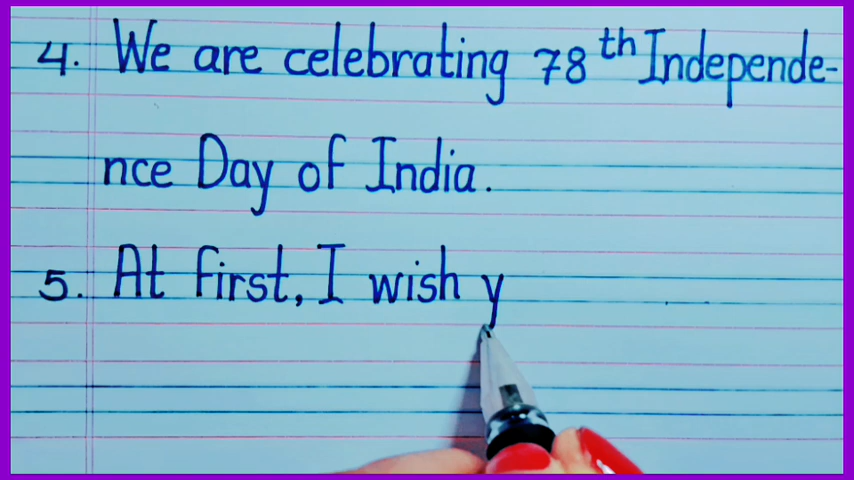 4. We are celebrating 78th Independe-
nce Day of India.
5. At first, I wish y